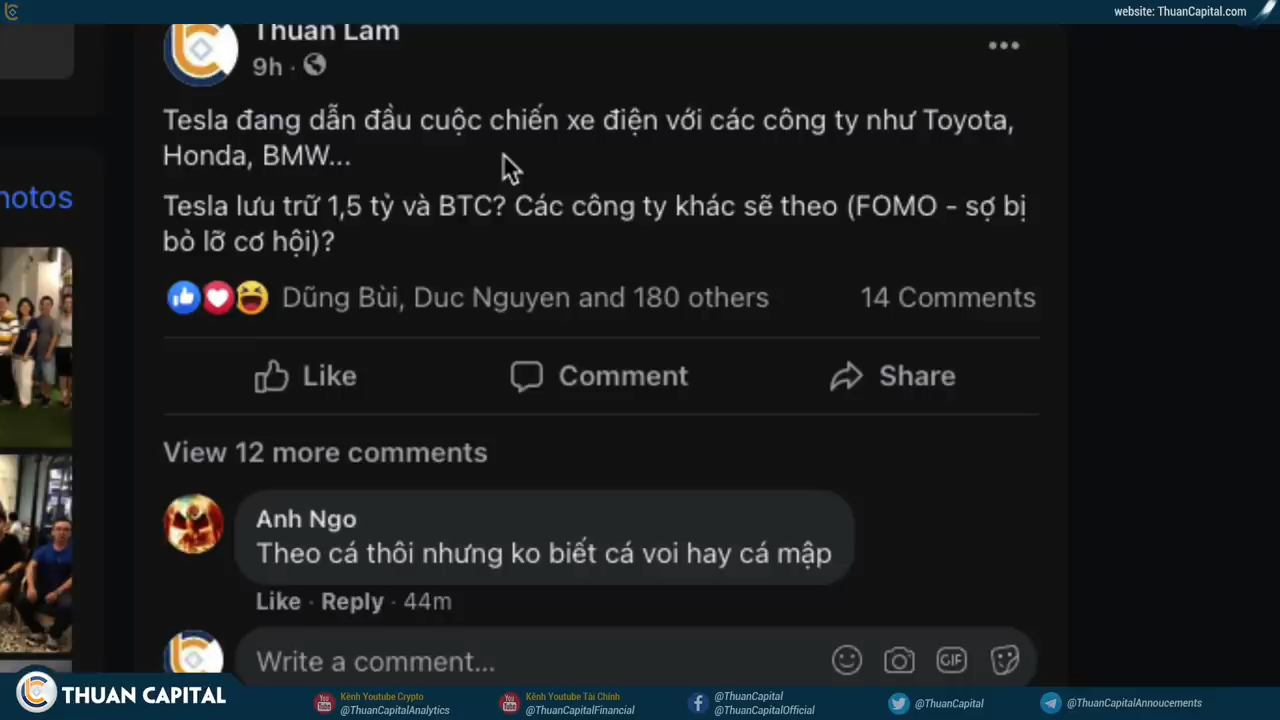 website: ThuanCapital.com
Thuan Lam
9h ·
Tesla đang dẫn đầu cuộc chiến xe điện với các công ty như Toyota,
Honda, BMW...
Tesla lưu trữ 1,5 tỷ và BTC? Các công ty khác sẽ theo (FOMO - sợ bị
bỏ lỡ cơ hội)?
Dũng Bùi, Duc Nguyen and 180 others 14 Comments
Like Comment Share
View 12 more comments
Anh Ngo
Theo cá thôi nhưng ko biết cá voi hay cá mập
Like · Reply · 44m
Write a comment...
GIF
THUAN CAPITAL
Kênh Youtube Crypto
@ThuanCapitalAnalytics
Kênh Youtube Tài Chính
@ThuanCapitalFinancial
@ThuanCapital
@ThuanCapitalOfficial
@ThuanCapital
@ThuanCapitalAnnoucements